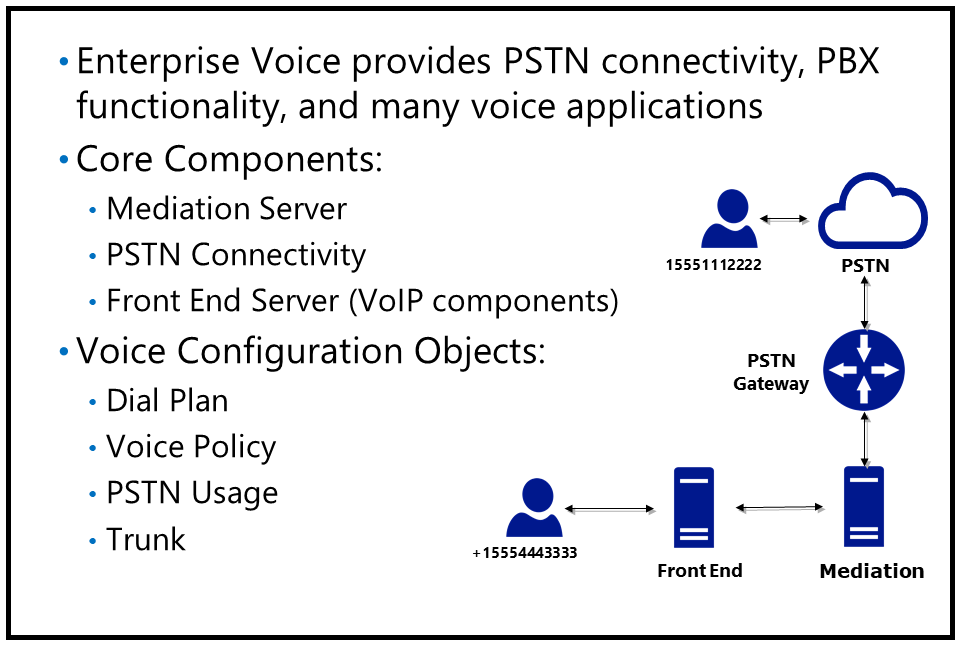 • Enterprise Voice provides PSTN connectivity, PBX
functionality, and many voice applications
• Core Components:
• Mediation Server
• PSTN Connectivity
• Front End Server (VoIP components)
• Voice Configuration Objects:
• Dial Plan
• Voice Policy
• PSTN Usage
• Trunk
15551112222
PSTN
PSTN
Gateway
+15554443333
Front End
Mediation